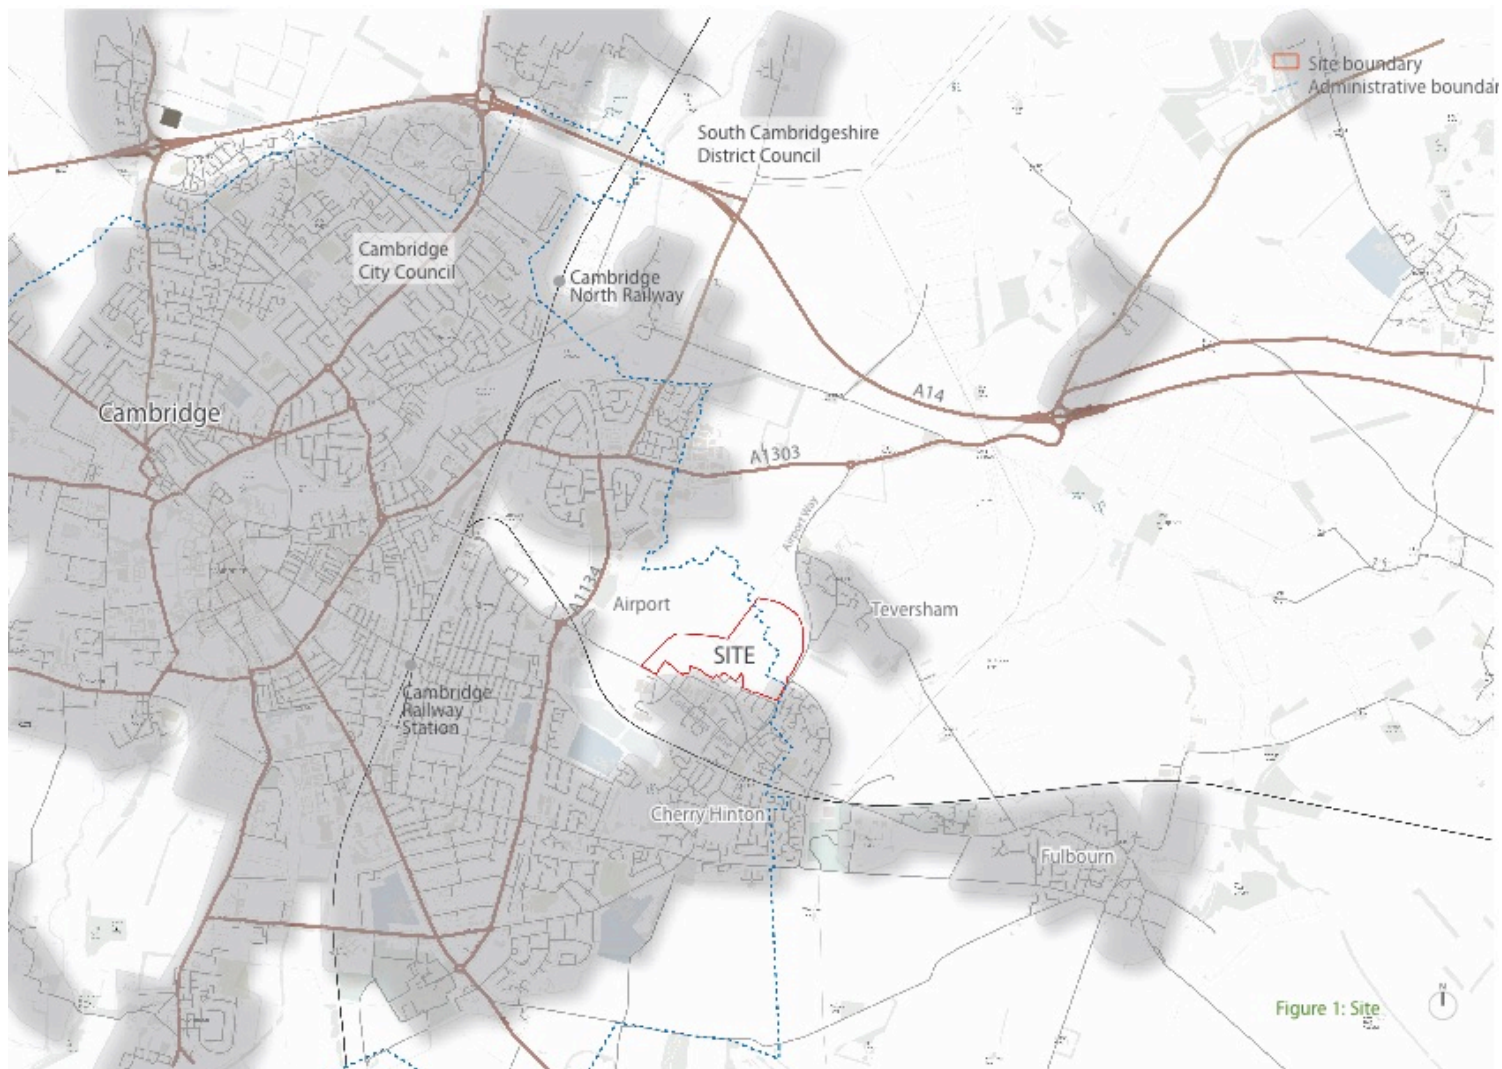 Site boundary
Administrative boundar
South Cambridgeshire
District Council
Cambridge
City Council
Cambridge
North Railway
A14
Cambridge
A1303
Airport Way
A1134
Airport
Teversham
SITE
Cambridge
Railway
Station
Cherry Hinton
Fulbourn
Figure 1: Site
N